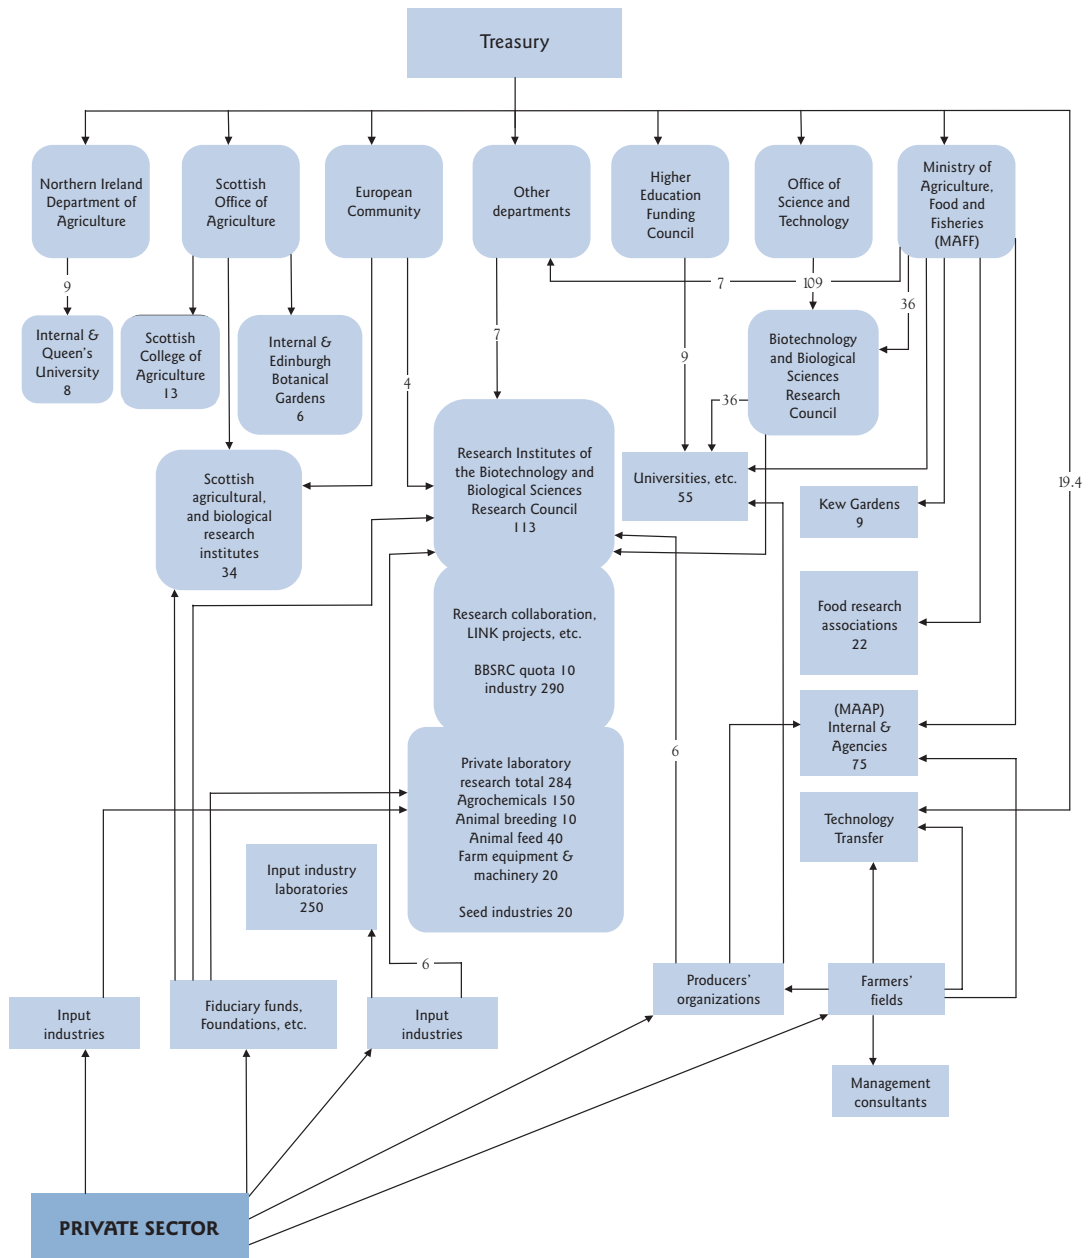 Treasury
Northern Ireland
Department of
Agriculture
Scottish
Office of
Agriculture
European
Community
Other
departments
Higher
Education
Funding
Council
Office of
Science and
Technology
Ministry of
Agriculture,
Food and
Fisheries
(MAFF)
9
7
109
36
7
9
4
36
19.4
Internal &
Queen's
University
8
Scottish
College of
Agriculture
13
Internal &
Edinburgh
Botanical
Gardens
6
Biotechnology
and Biological
Sciences
Research
Council
Scottish
agricultural,
and biological
research
institutes
34
Research Institutes of
the Biotechnology and
Biological Sciences
Research Council
113
Universities, etc.
55
Kew Gardens
9
Research collaboration,
LINK projects, etc.
BBSRC quota 10
industry 290
Food research
associations
22
(MAAP)
Internal &
Agencies
75
6
Private laboratory
research total 284
Agrochemicals 150
Animal breeding 10
Animal feed 40
Farm equipment &
machinery 20
Seed industries 20
Technology
Transfer
Input industry
laboratories
250
6
Input
industries
Fiduciary funds,
Foundations, etc.
Input
industries
Producers'
organizations
Farmers'
fields
Management
consultants
PRIVATE SECTOR